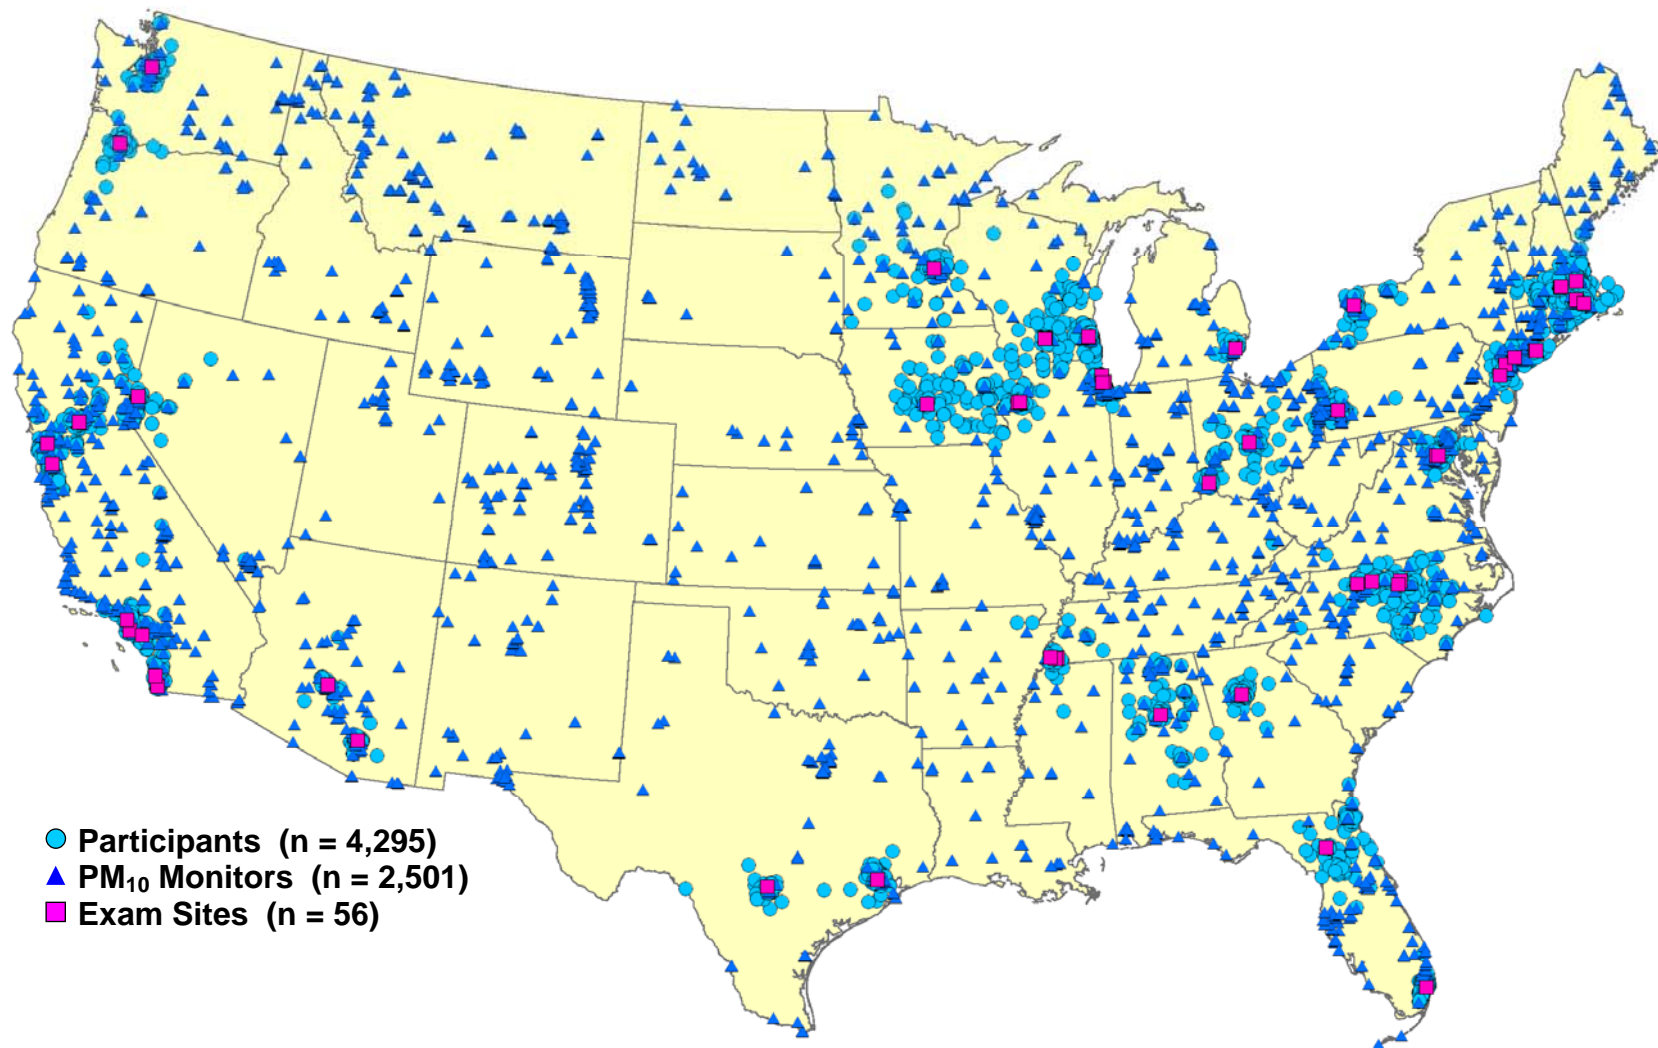 Participants (n = 4,295)
PM₁₀ Monitors (n = 2,501)
Exam Sites (n = 56)